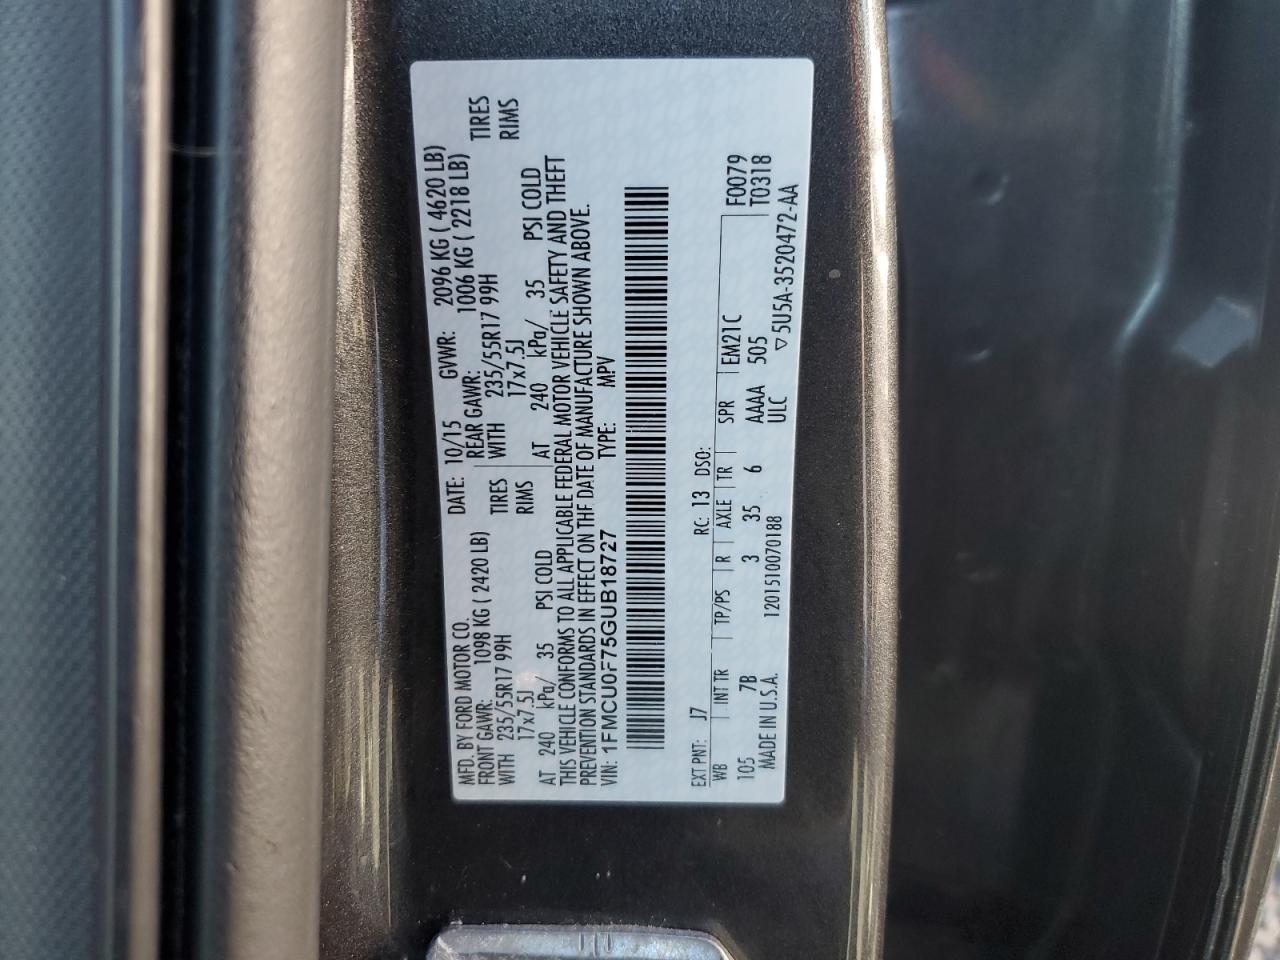 MFD. BY FORD MOTOR CO. DATE: 10/15 GVWR: 2096 KG ( 4620 LB)
FRONT GAWR: 1098 KG ( 2420 LB) REAR GAWR: 1006 KG ( 2218 LB)
WITH 235/55R17 99H TIRES WITH 235/55R17 99H TIRES
17x7.5J RIMS 17x7.5J RIMS
AT 240 kPa/ 35 PSI COLD AT 240 kPa/ 35 PSI COLD
THIS VEHICLE CONFORMS TO ALL APPLICABLE FEDERAL MOTOR VEHICLE SAFETY AND THEFT
PREVENTION STANDARDS IN EFFECT ON THE DATE OF MANUFACTURE SHOWN ABOVE.
VIN: 1FMCU0F75GUB18727 TYPE: MPV
EXT PNT: J7 RC: 13 DSO: F0079
WB INT TR TP/PS R AXLE TR SPR EM21C T0318
105 7B 3 35 6 AAAA 505
MADE IN U.S.A. 120151007018​8 ULC ▽5U5A-3520472-AA